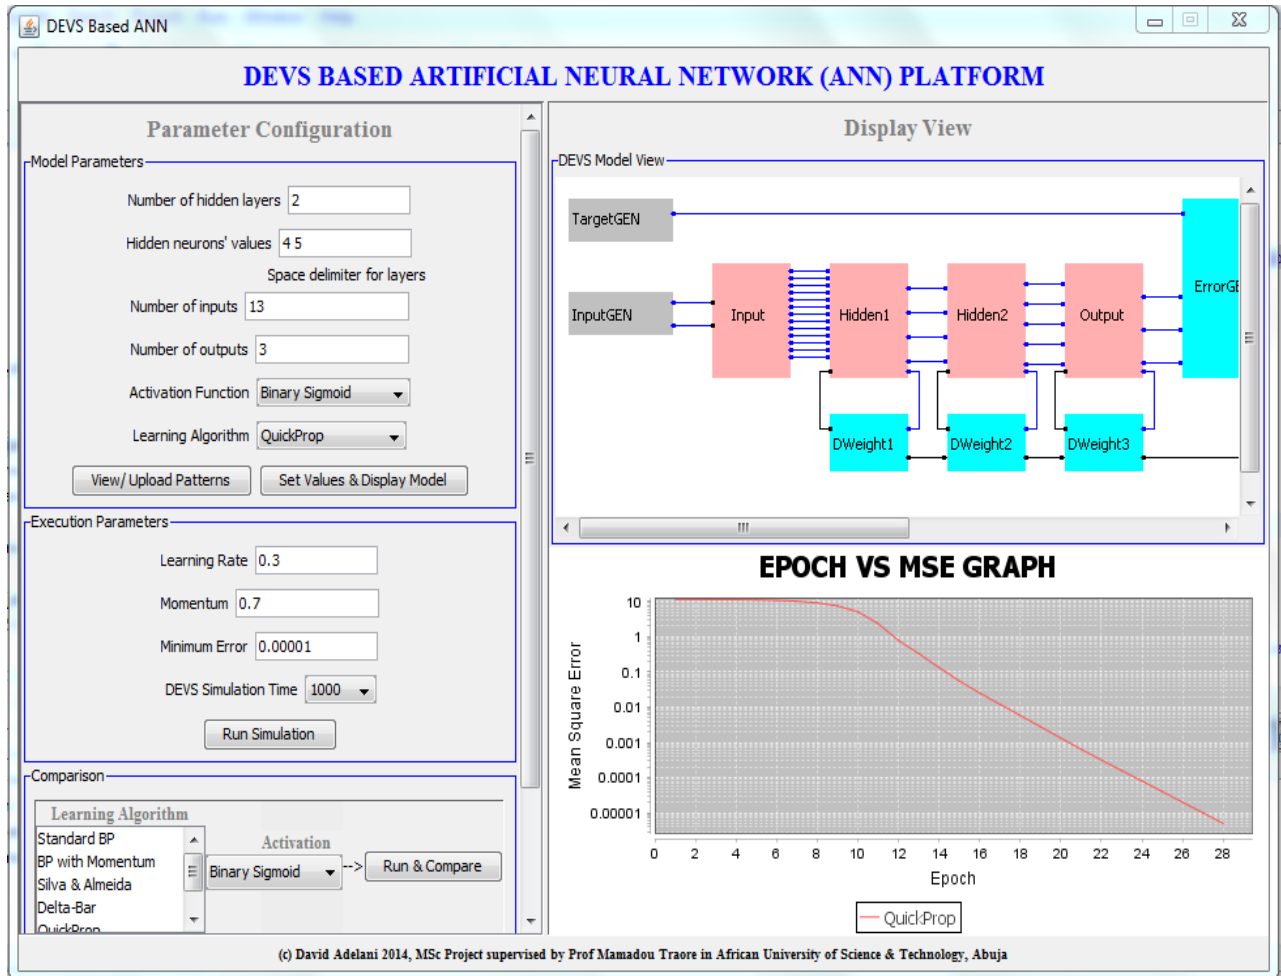 DEVS Based ANN
DEVS BASED ARTIFICIAL NEURAL NETWORK (ANN) PLATFORM
Parameter Configuration
Model Parameters
Number of hidden layers 2
Hidden neurons' values 4 5
Space delimiter for layers
Number of inputs 13
Number of outputs 3
Activation Function Binary Sigmoid
Learning Algorithm QuickProp
View/ Upload Patterns Set Values & Display Model
Execution Parameters
Learning Rate 0.3
Momentum 0.7
Minimum Error 0.00001
DEVS Simulation Time 1000
Run Simulation
Comparison
Learning Algorithm
Standard BP
BP with Momentum
Silva & Almeida
Delta-Bar
QuickProp
Activation
Binary Sigmoid --> Run & Compare
Display View
DEVS Model View
TargetGEN
InputGEN Input Hidden1 Hidden2 Output ErrorGE
DWeight1 DWeight2 DWeight3
EPOCH VS MSE GRAPH
Mean Square Error
10
1
0.1
0.01
0.001
0.0001
0.00001
0 2 4 6 8 10 12 14 16 18 20 22 24 26 28
Epoch
QuickProp
(c) David Adelani 2014, MSc Project supervised by Prof Mamadou Traore in African University of Science & Technology, Abuja